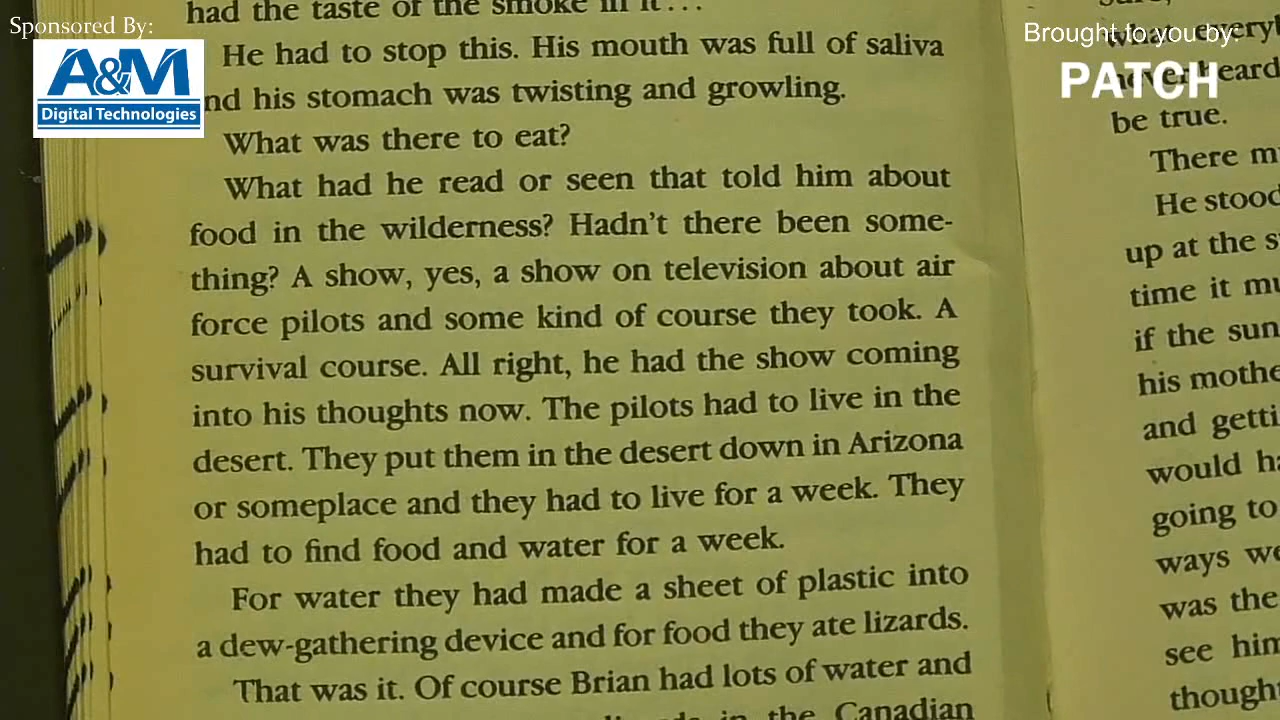 Sponsored By:
A&M
Digital Technologies
Brought to you by:
PATCH
had the taste of the smoke in it...
He had to stop this. His mouth was full of saliva
nd his stomach was twisting and growling.
What was there to eat?
What had he read or seen that told him about
food in the wilderness? Hadn't there been some-
thing? A show, yes, a show on television about air
force pilots and some kind of course they took. A
survival course. All right, he had the show coming
into his thoughts now. The pilots had to live in the
desert. They put them in the desert down in Arizona
or someplace and they had to live for a week. They
had to find food and water for a week.
For water they had made a sheet of plastic into
a dew-gathering device and for food they ate lizards.
That was it. Of course Brian had lots of water and
in the Canadian
be true.
There m
He stood
up at the s
time it mu
if the sun
his mothe
and getti
would ha
going to
ways we
was the
see him
thought